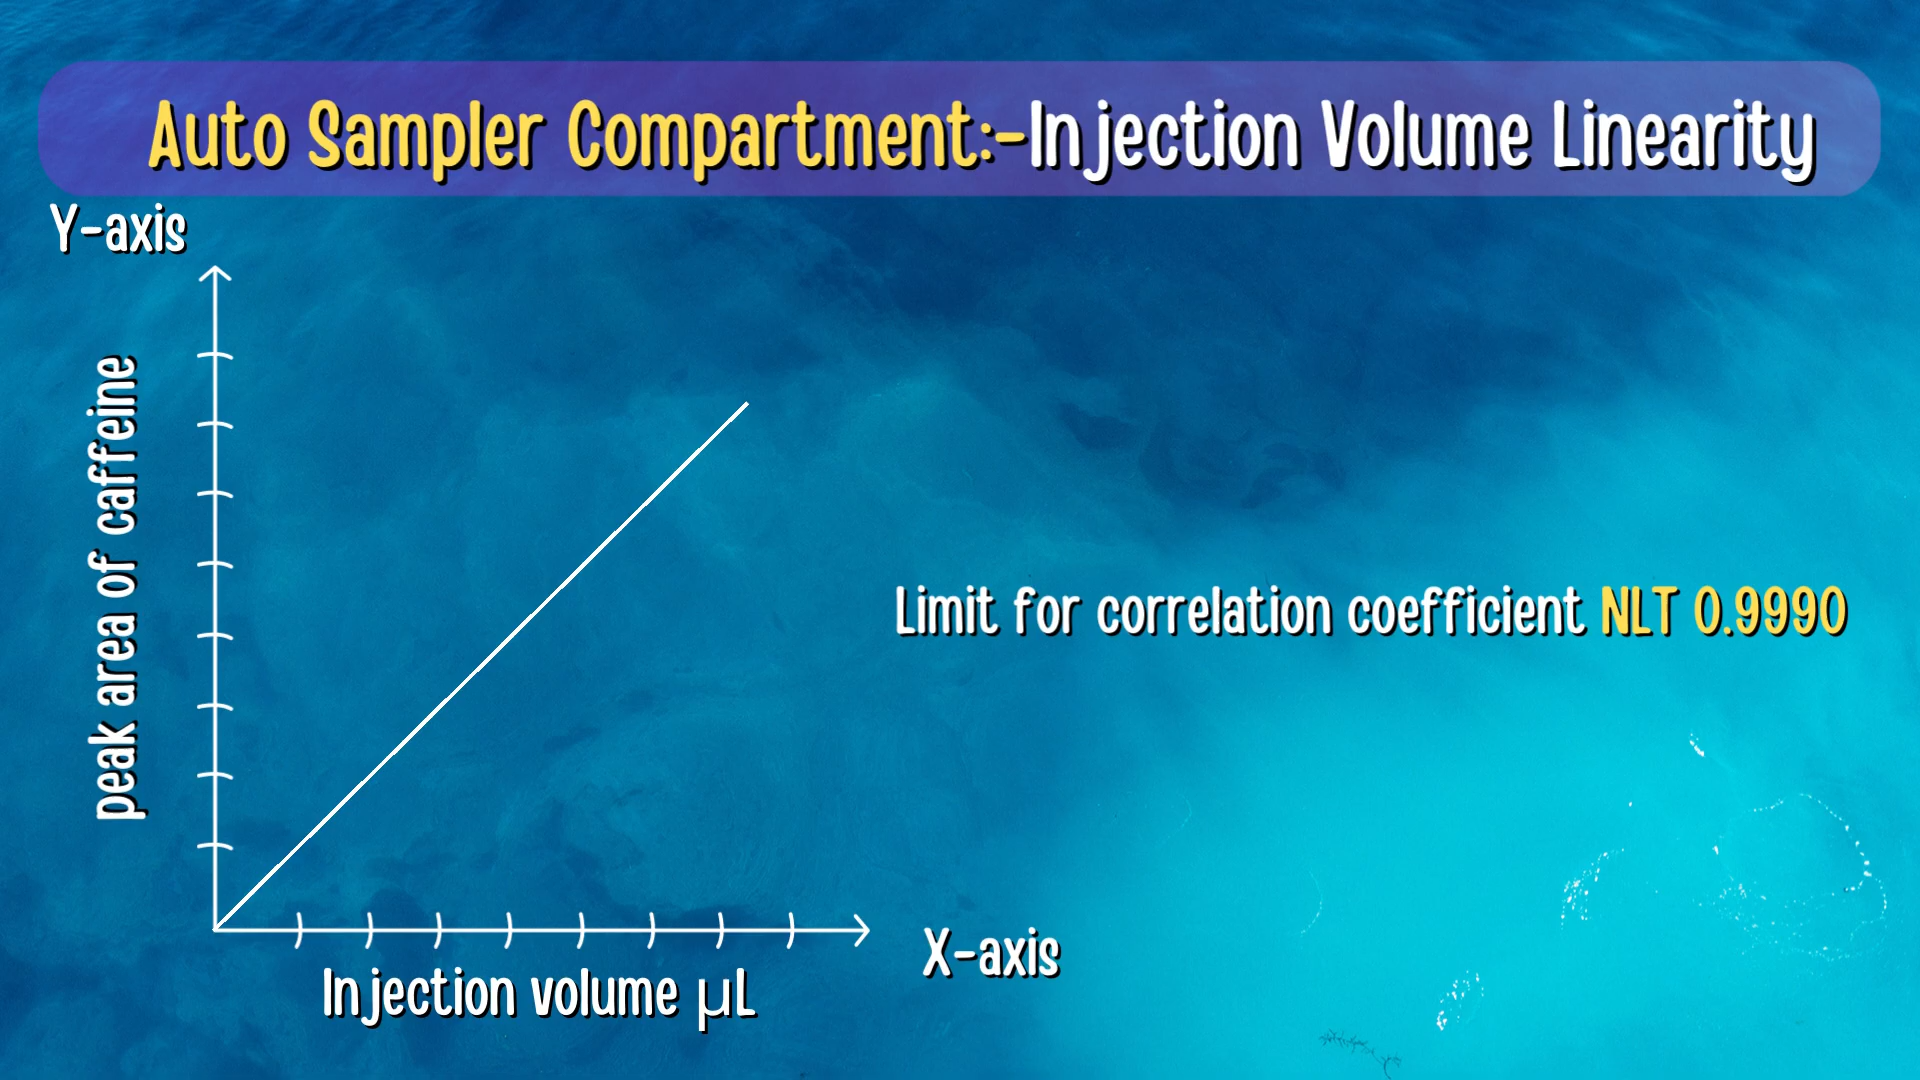 Auto Sampler Compartment:-Injection Volume Linearity
Y-axis
peak area of caffeine
Limit for correlation coefficient NLT 0.9990
X-axis
Injection volume µL